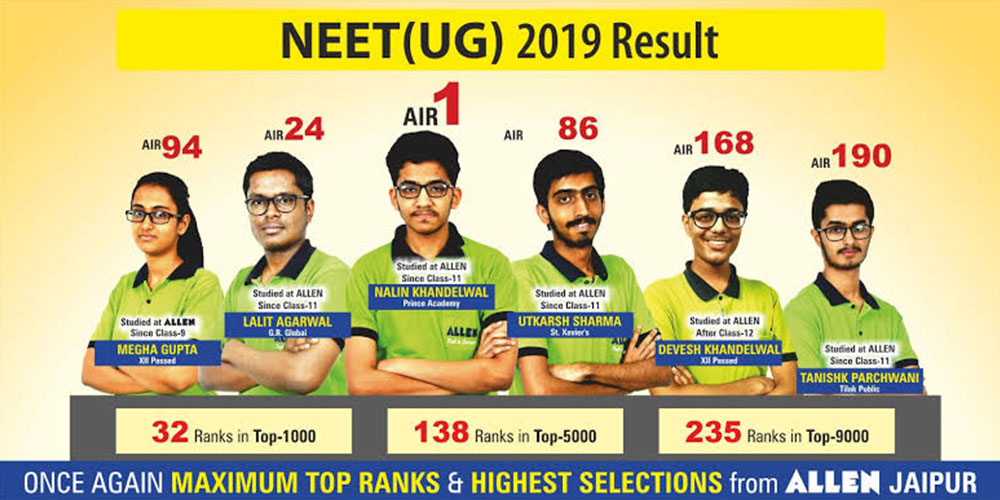 NEET(UG) 2019 Result
AIR 94
AIR 24
AIR 1
AIR 86
AIR 168
AIR 190
Studied at ALLEN
Since Class-9
MEGHA GUPTA
XII Passed
Studied at ALLEN
Since Class-11
LALIT AGARWAL
G.R. Global
Studied at ALLEN
Since Class-11
NALIN KHANDELWAL
Prince Academy
ALLEN
Studied at ALLEN
Since Class-11
UTKARSH SHARMA
St. Xavier's
Studied at ALLEN
After Class-12
DEVESH KHANDELWAL
XII Passed
Studied at ALLEN
Since Class-11
TANISHK PARCHWANI
Tilak Public
32 Ranks in Top-1000
138 Ranks in Top-5000
235 Ranks in Top-9000
ONCE AGAIN MAXIMUM TOP RANKS & HIGHEST SELECTIONS from ALLEN JAIPUR